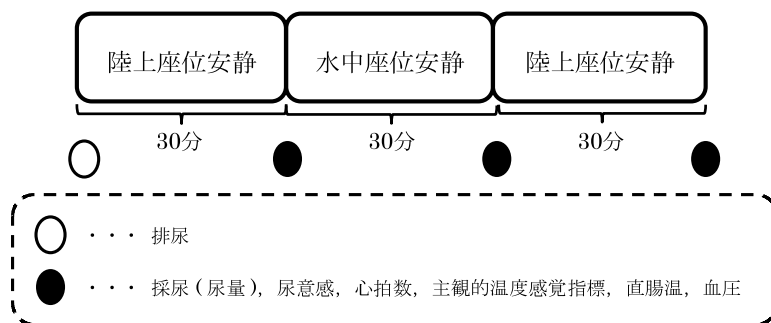 陸上座位安静 水中座位安静 陸上座位安静
30分 30分 30分
・・・ 排尿
・・・ 採尿(尿量),尿意感,心拍数,主観的温度感覚指標,直腸温,血圧